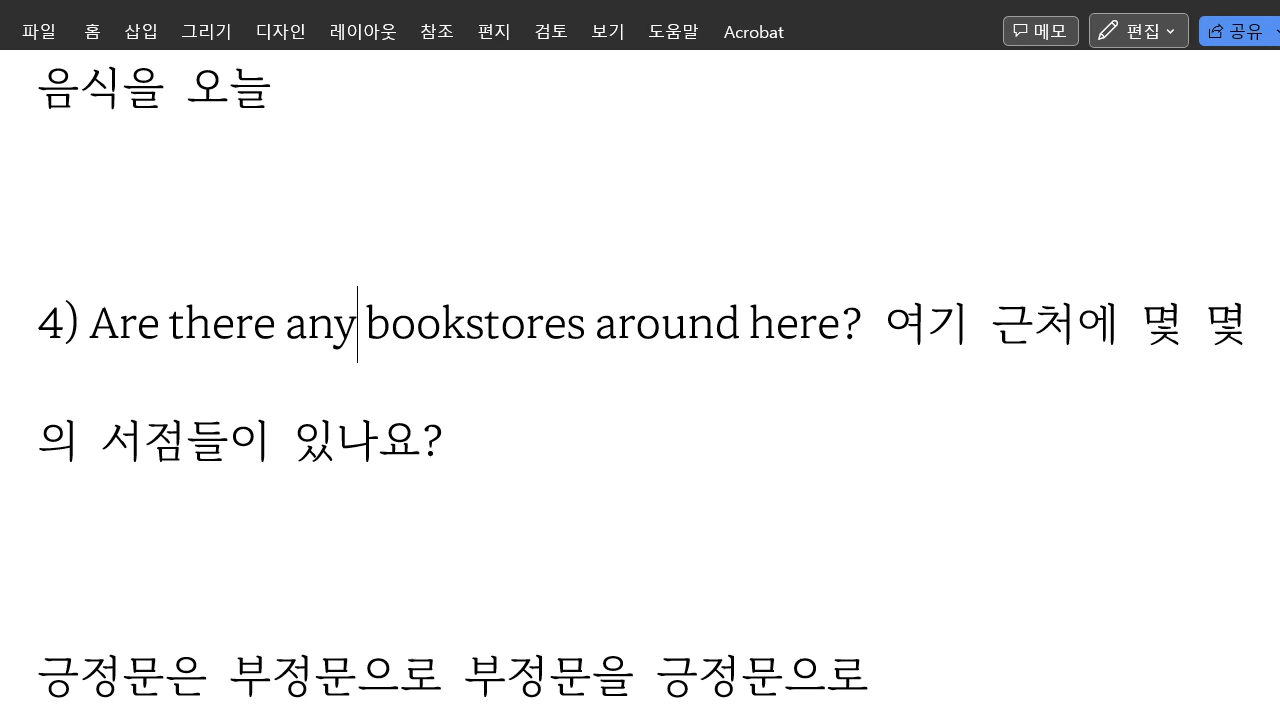 파일 홈 삽입 그리기 디자인 레이아웃 참조 편지 검토 보기 도움말 Acrobat 메모 편집 공유
음식을 오늘
4) Are there any bookstores around here? 여기 근처에 몇 몇
의 서점들이 있나요?
긍정문은 부정문으로 부정문을 긍정문으로